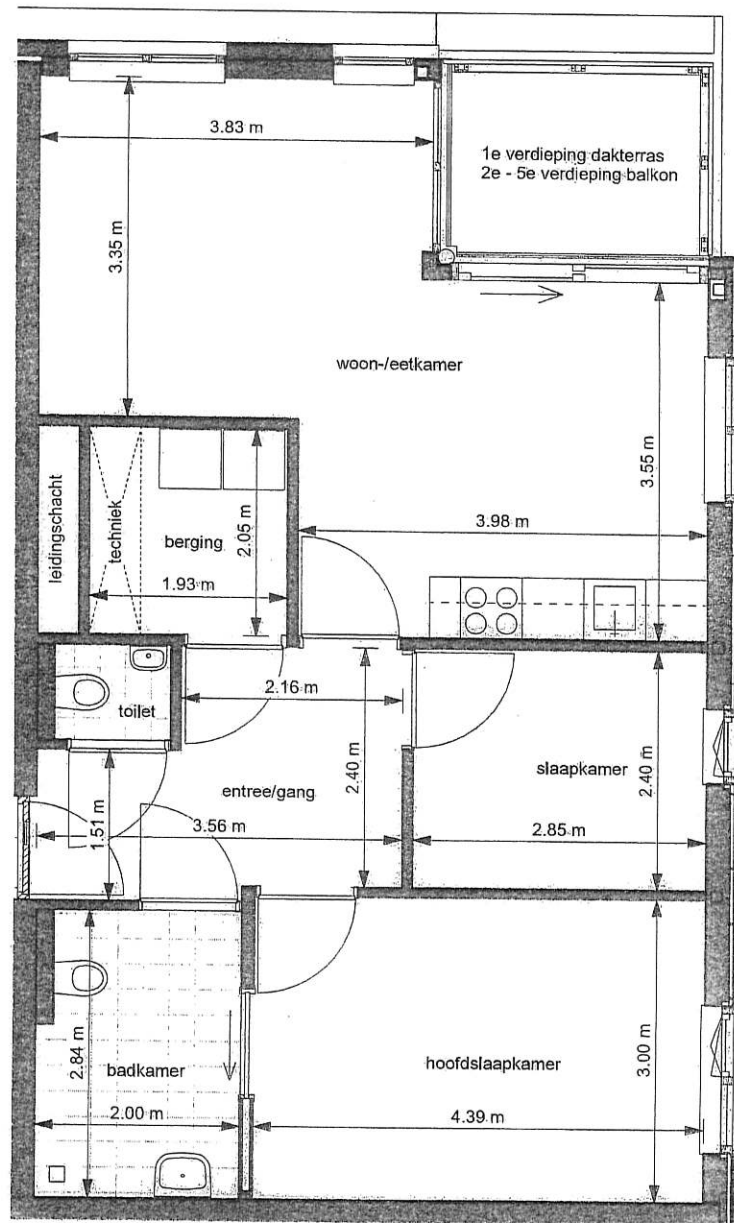 3.83 m
1e verdieping dakterras
2e - 5e verdieping balkon
3.35 m
woon-/eetkamer
3.55 m
3.98 m
leidingschacht
techniek
berging
2.05 m
1.93 m
toilet
2.16 m
2.40 m
slaapkamer
2.40 m
entree/gang
1.51 m
3.56 m
2.85 m
2.84 m
badkamer
2.00 m
hoofdslaapkamer
3.00 m
4.39 m